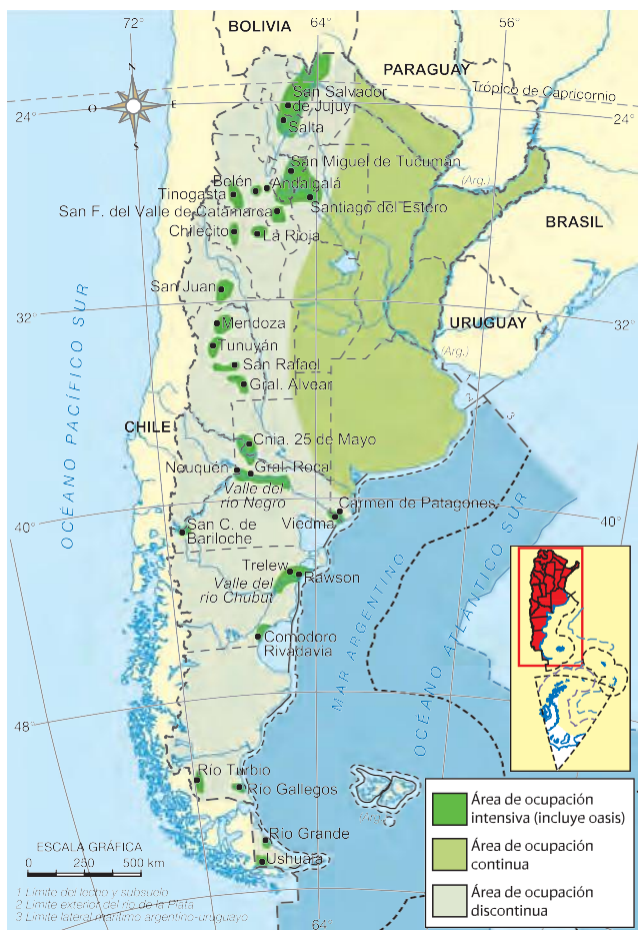 72°
64°
56°
BOLIVIA
PARAGUAY
Trópico de Capricornio
N
O
E
S
24°
24°
San Salvador
de Jujuy
Salta
San Miguel de Tucumán
(Arg.)
Belén
Andalgalá
Tinogasta
Santiago del Estero
San F. del Valle de Catamarca
BRASIL
Chilecito
La Rioja
San Juan
32°
32°
Mendoza
URUGUAY
Tunuyán
(Arg.)
San Rafael
Gral. Alvear
2
3
CHILE
Cnia. 25 de Mayo
Neuquén
Gral. Roca
Valle del
río Negro
OCÉANO PACÍFICO SUR
Carmen de Patagones
Viedma
40°
40°
San C. de
Bariloche
Trelew
Rawson
Valle del
río Chubut
MAR ARGENTINO
OCÉANO ATLÁNTICO SUR
Comodoro
Rivadavia
48°
Río Turbio
Río Gallegos
Río Grande
Ushuaia
64°
ESCALA GRÁFICA
0 250 500 km
1 Límite del lecho y subsuelo
2 Límite exterior del río de la Plata
3 Límite lateral marítimo argentino-uruguayo
Área de ocupación
intensiva (incluye oasis)
Área de ocupación
continua
Área de ocupación
discontinua